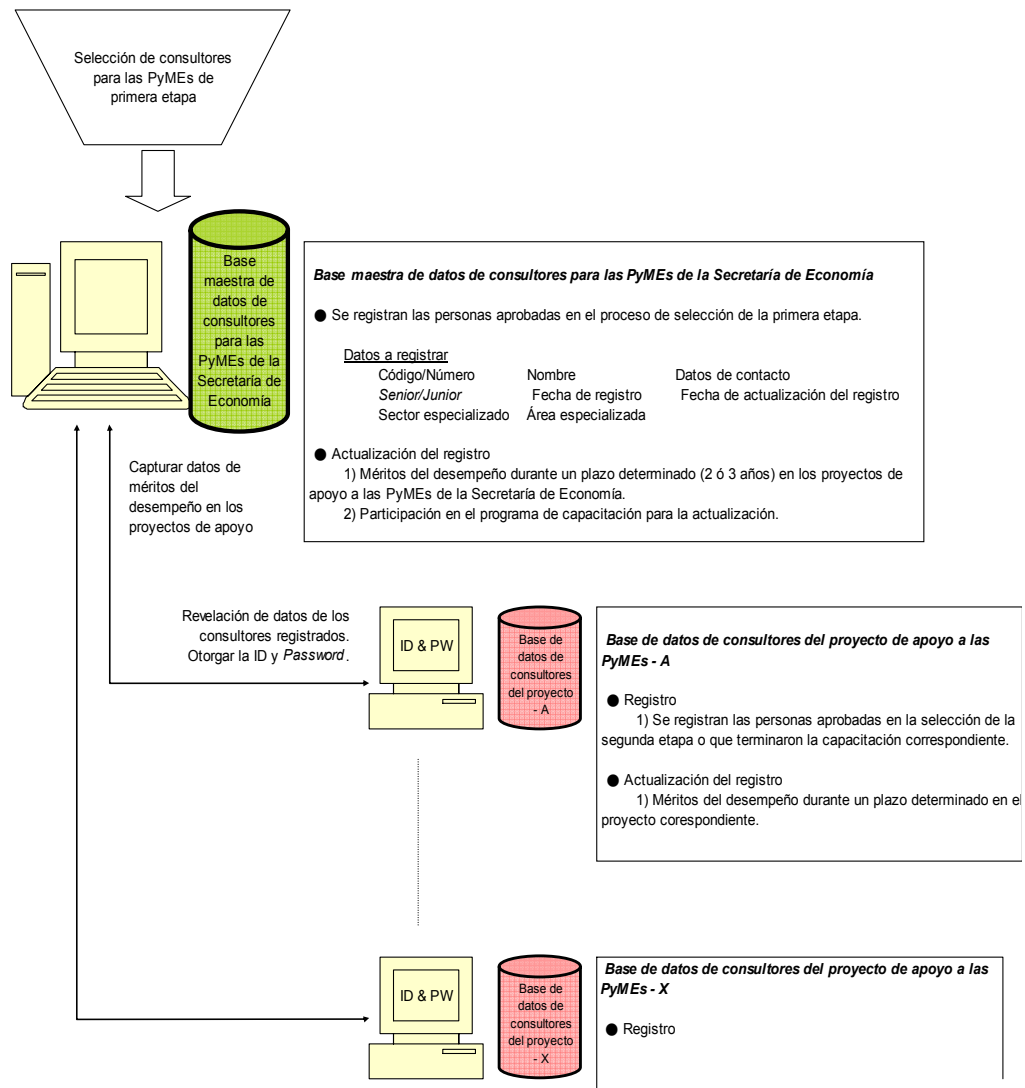 Selección de consultores
para las PyMEs de
primera etapa
Base
maestra de
datos de
consultores
para las
PyMEs de la
Secretaría de
Economía
Base maestra de datos de consultores para las PyMEs de la Secretaría de Economía
● Se registran las personas aprobadas en el proceso de selección de la primera etapa.
Datos a registrar
Código/Número Nombre Datos de contacto
Senior/Junior Fecha de registro Fecha de actualización del registro
Sector especializado Área especializada
● Actualización del registro
1) Méritos del desempeño durante un plazo determinado (2 ó 3 años) en los proyectos de
apoyo a las PyMEs de la Secretaría de Economía.
2) Participación en el programa de capacitación para la actualización.
Capturar datos de
méritos del
desempeño en los
proyectos de apoyo
Revelación de datos de los
consultores registrados.
Otorgar la ID y Password.
ID & PW
Base de
datos de
consultores
del proyecto
- A
Base de datos de consultores del proyecto de apoyo a las
PyMEs - A
● Registro
1) Se registran las personas aprobadas en la selección de la
segunda etapa o que terminaron la capacitación correspondiente.
● Actualización del registro
1) Méritos del desempeño durante un plazo determinado en el
proyecto corespondiente.
ID & PW
Base de
datos de
consultores
del proyecto
- X
Base de datos de consultores del proyecto de apoyo a las
PyMEs - X
● Registro